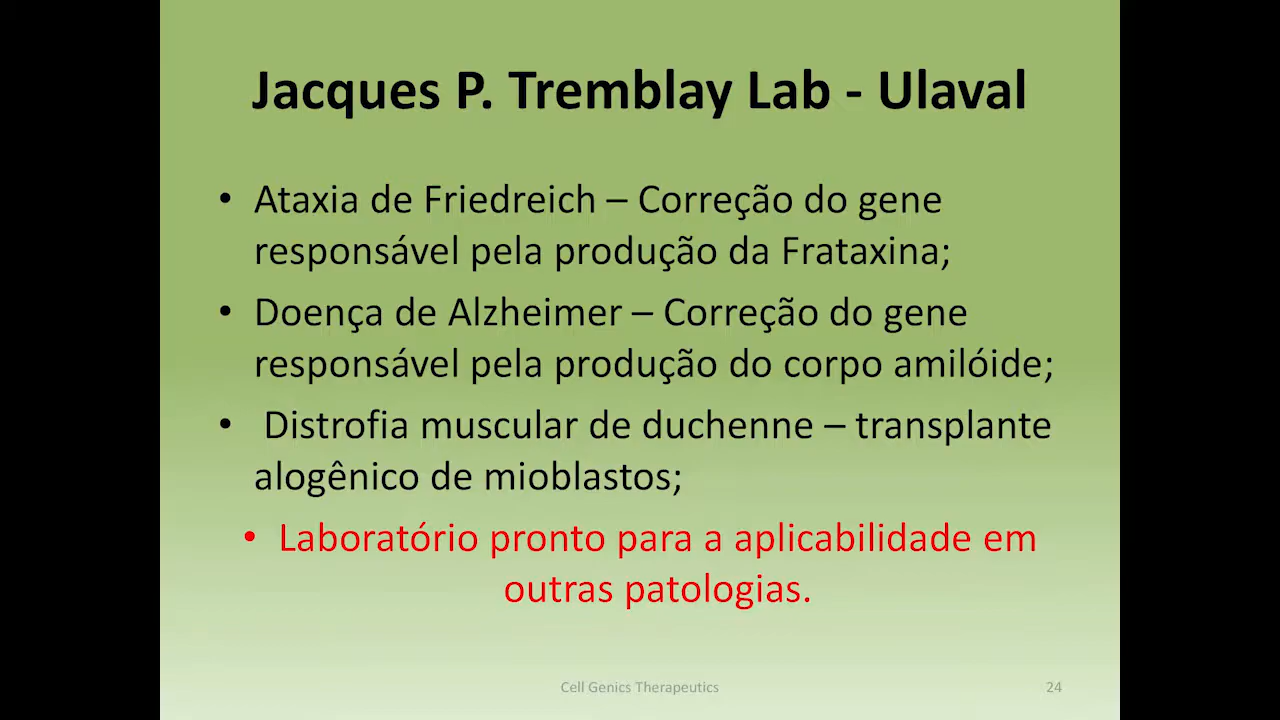 Jacques P. Tremblay Lab - Ulaval
• Ataxia de Friedreich – Correção do gene
responsável pela produção da Frataxina;
• Doença de Alzheimer – Correção do gene
responsável pela produção do corpo amilóide;
• Distrofia muscular de duchenne – transplante
alogênico de mioblastos;
• Laboratório pronto para a aplicabilidade em
outras patologias.
Cell Genics Therapeutics
24